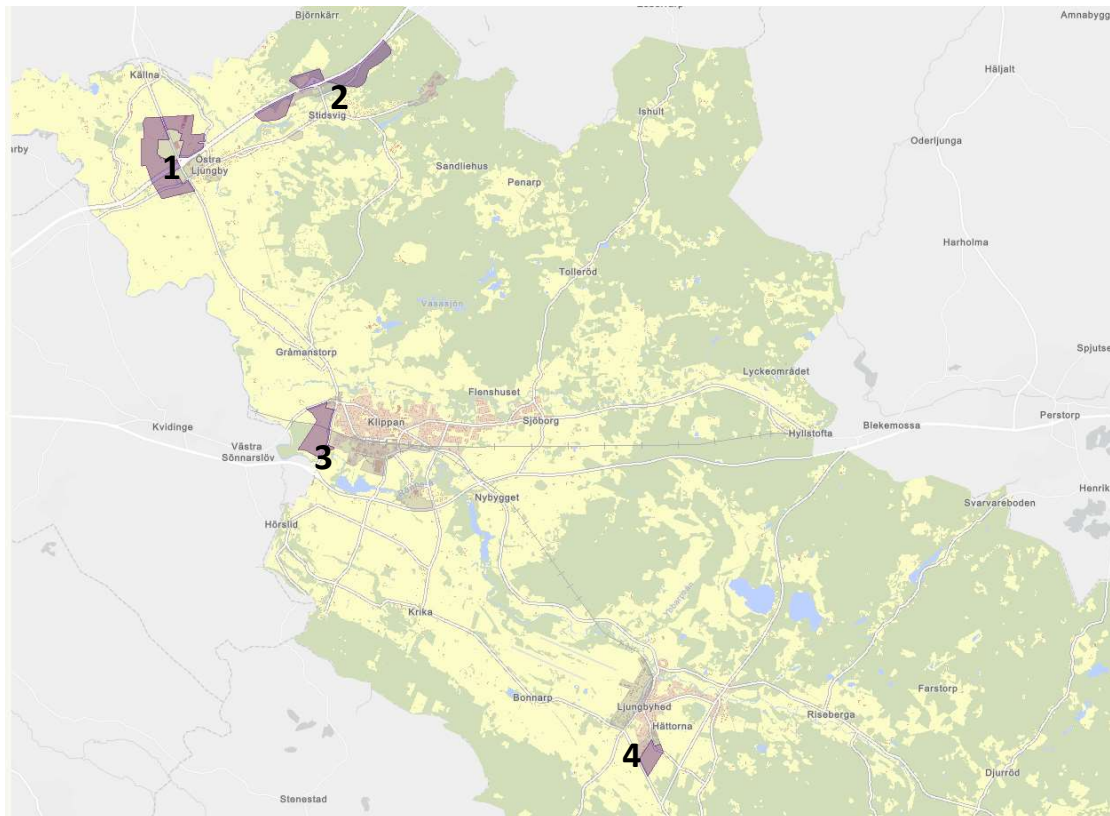 Björnkärr
Amnabygg
Källna
Häljalt
2
Stidsvig
Ishult
arby
Östra
Ljungby
1
Oderljunga
Sandliehus
Penarp
Harholma
Tolleröd
Vasasjön
Gråmanstorp
Spjutse
Lyckeområdet
Flenshuset
Klippan
Sjöborg
Kvidinge
Perstorp
Hyllstofta
Blekemossa
Västra
Sönnarslöv
3
Henrik
Nybygget
Svarvareboden
Hörslid
Krika
Bonnarp
Ljungbyhed
Farstorp
Riseberga
Hättorna
4
Djurröd
Stenestad